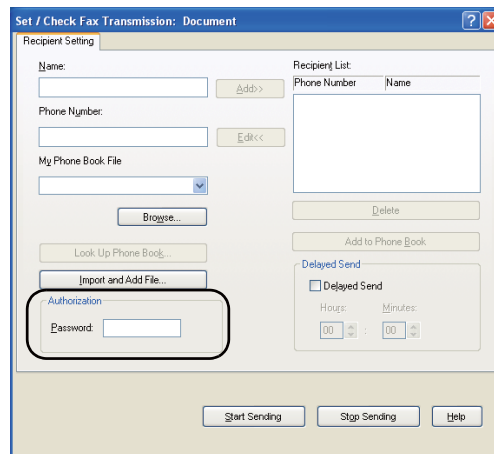 Set / Check Fax Transmission: Document
Recipient Setting
Name:
Add>>
Phone Number:
Edit<<
My Phone Book File
Browse...
Look Up Phone Book...
Import and Add File...
Authorization
Password:
Recipient List:
Phone Number Name
Delete
Add to Phone Book
Delayed Send
Delayed Send
Hours: Minutes:
00 : 00
Start Sending Stop Sending Help